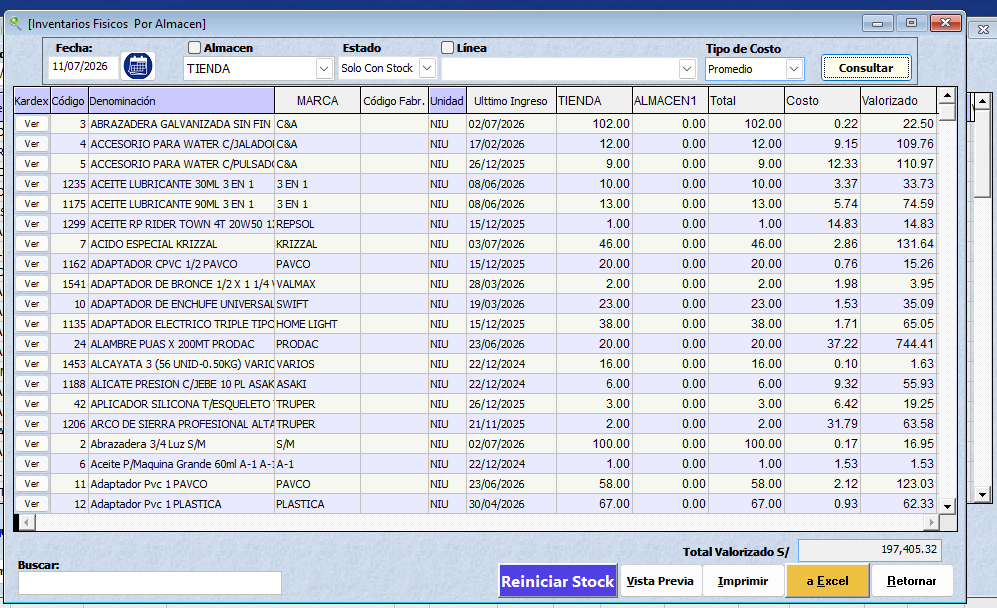 [Inventarios Fisicos Por Almacen]
Fecha: Almacen Estado Línea Tipo de Costo
11/07/2026 TIENDA Solo Con Stock Promedio Consultar
Kardex Código Denominación MARCA Código Fabr. Unidad Ultimo Ingreso TIENDA ALMACEN1 Total Costo Valorizado
Ver 3 ABRAZADERA GALVANIZADA SIN FIN C&A NIU 02/07/2026 102.00 0.00 102.00 0.22 22.50
Ver 4 ACCESORIO PARA WATER C/JALADO C&A NIU 17/02/2026 12.00 0.00 12.00 9.15 109.76
Ver 5 ACCESORIO PARA WATER C/PULSAD C&A NIU 26/12/2025 9.00 0.00 9.00 12.33 110.97
Ver 1235 ACEITE LUBRICANTE 30ML 3 EN 1 3 EN 1 NIU 08/06/2026 10.00 0.00 10.00 3.37 33.73
Ver 1175 ACEITE LUBRICANTE 90ML 3 EN 1 3 EN 1 NIU 08/06/2026 13.00 0.00 13.00 5.74 74.59
Ver 1299 ACEITE RP RIDER TOWN 4T 20W50 12 REPSOL NIU 15/12/2025 1.00 0.00 1.00 14.83 14.83
Ver 7 ACIDO ESPECIAL KRIZZAL KRIZZAL NIU 03/07/2026 46.00 0.00 46.00 2.86 131.64
Ver 1162 ADAPTADOR CPVC 1/2 PAVCO PAVCO NIU 15/12/2025 20.00 0.00 20.00 0.76 15.26
Ver 1541 ADAPTADOR DE BRONCE 1/2 X 1 1/4 VALMAX NIU 28/03/2026 2.00 0.00 2.00 1.98 3.95
Ver 10 ADAPTADOR DE ENCHUFE UNIVERSAL SWIFT NIU 19/03/2026 23.00 0.00 23.00 1.53 35.09
Ver 1135 ADAPTADOR ELECTRICO TRIPLE TIPO HOME LIGHT NIU 15/12/2025 38.00 0.00 38.00 1.71 65.05
Ver 24 ALAMBRE PUAS X 200MT PRODAC PRODAC NIU 23/06/2026 20.00 0.00 20.00 37.22 744.41
Ver 1453 ALCAYATA 3 (56 UNID-0.50KG) VARIO VARIOS NIU 22/12/2024 16.00 0.00 16.00 0.10 1.63
Ver 1188 ALICATE PRESION C/JEBE 10 PL ASAK ASAKI NIU 22/12/2024 6.00 0.00 6.00 9.32 55.93
Ver 42 APLICADOR SILICONA T/ESQUELETO TRUPER NIU 26/12/2025 3.00 0.00 3.00 6.42 19.25
Ver 1206 ARCO DE SIERRA PROFESIONAL ALTA TRUPER NIU 21/11/2025 2.00 0.00 2.00 31.79 63.58
Ver 2 Abrazadera 3/4 Luz S/M S/M NIU 02/07/2026 100.00 0.00 100.00 0.17 16.95
Ver 6 Aceite P/Maquina Grande 60ml A-1 A-1 A-1 NIU 22/12/2024 1.00 0.00 1.00 1.53 1.53
Ver 11 Adaptador Pvc 1 PAVCO PAVCO NIU 23/06/2026 58.00 0.00 58.00 2.12 123.03
Ver 12 Adaptador Pvc 1 PLASTICA PLASTICA NIU 30/04/2026 67.00 0.00 67.00 0.93 62.33
Total Valorizado S/ 197,405.32
Buscar:
Reiniciar Stock Vista Previa Imprimir a Excel Retornar